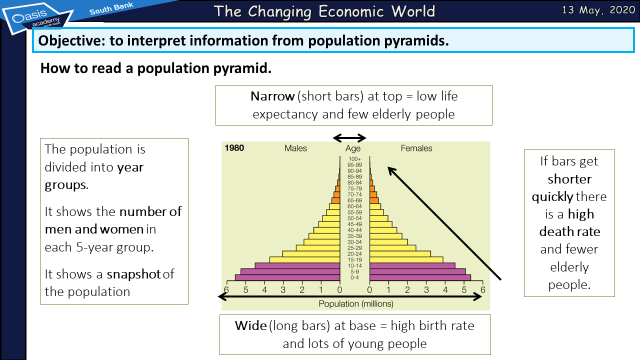 Oasis
academy
South Bank
The Changing Economic World
13 May, 2020
Objective: to interpret information from population pyramids.
How to read a population pyramid.
Narrow (short bars) at top = low life
expectancy and few elderly people
The population is
divided into year
groups.
It shows the number of
men and women in
each 5-year group.
It shows a snapshot of
the population
1980
Males
Age
Females
100+
95-99
90-94
85-89
80-84
75-79
70-74
65-69
60-64
55-59
50-54
45-49
40-44
35-39
30-34
25-29
20-24
15-19
10-14
5-9
0-4
6 5 4 3 2 1 0 0 1 2 3 4 5 6
Population (millions)
If bars get
shorter
quickly there
is a high
death rate
and fewer
elderly
people.
Wide (long bars) at base = high birth rate
and lots of young people